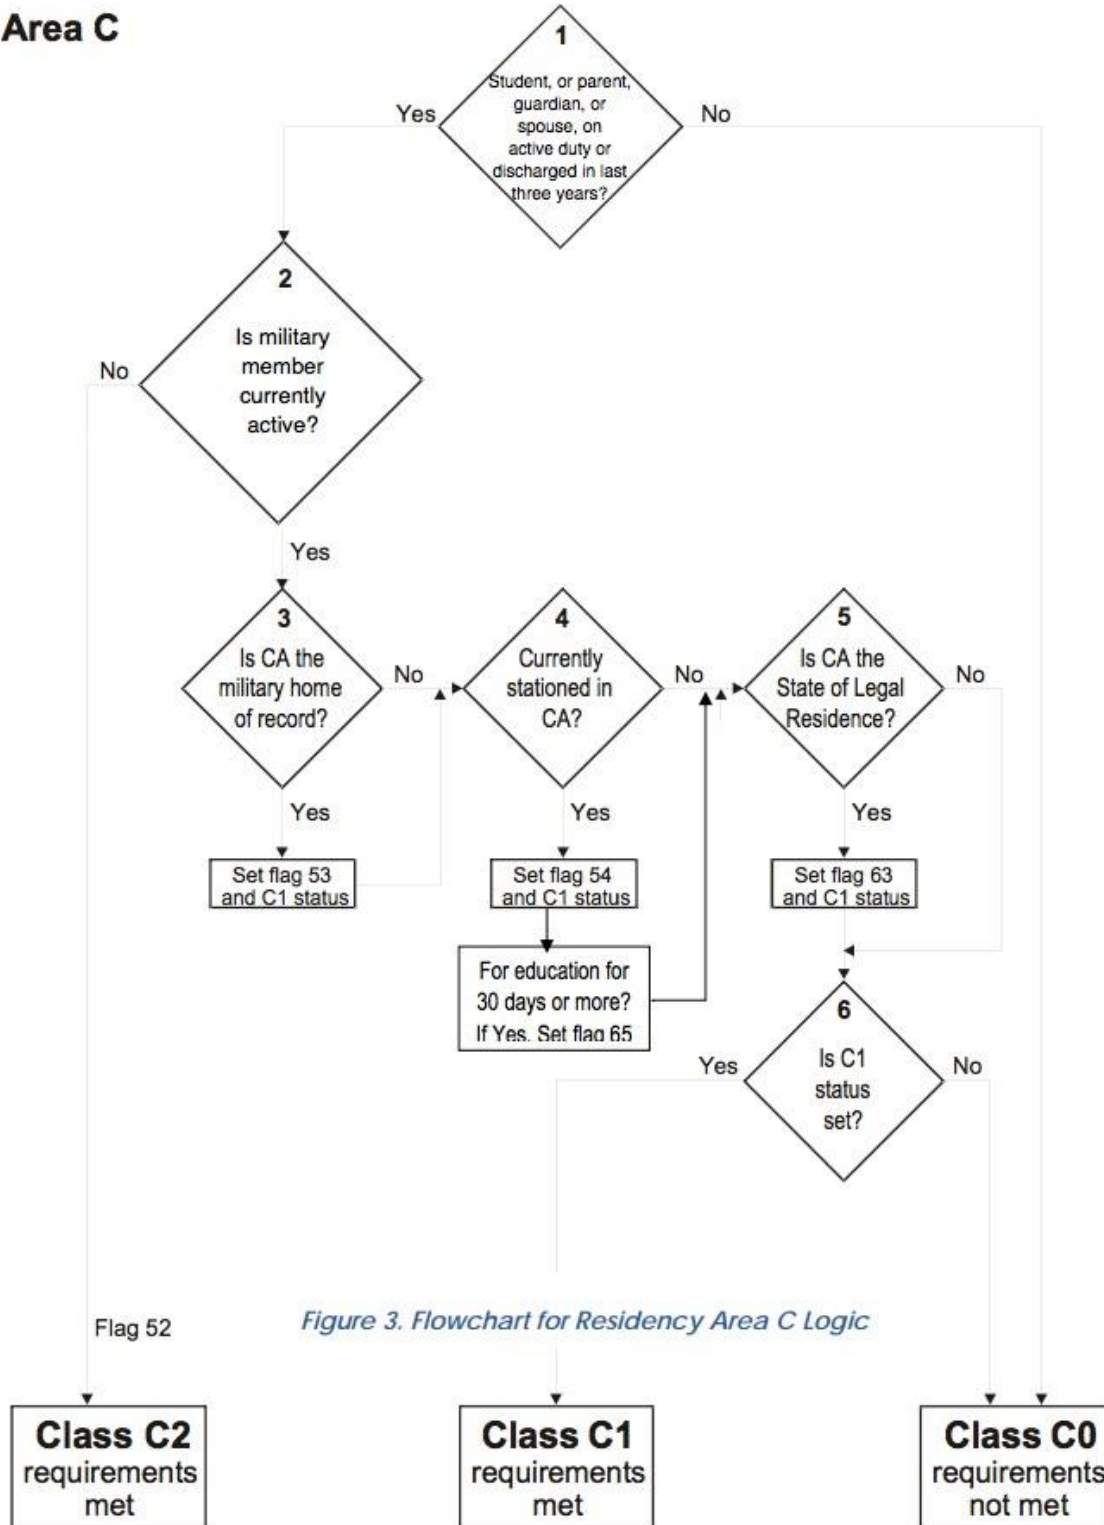 Area C
1
Student, or parent,
guardian, or
spouse, on
active duty or
discharged in last
three years?
Yes
No
2
Is military
member
currently
active?
No
Yes
3
Is CA the
military home
of record?
No
Yes
Set flag 53
and C1 status
4
Currently
stationed in
CA?
No
Yes
Set flag 54
and C1 status
For education for
30 days or more?
If Yes. Set flag 65
5
Is CA the
State of Legal
Residence?
No
Yes
Set flag 63
and C1 status
6
Is C1
status
set?
Yes
No
Flag 52
Figure 3. Flowchart for Residency Area C Logic
Class C2
requirements
met
Class C1
requirements
met
Class C0
requirements
not met